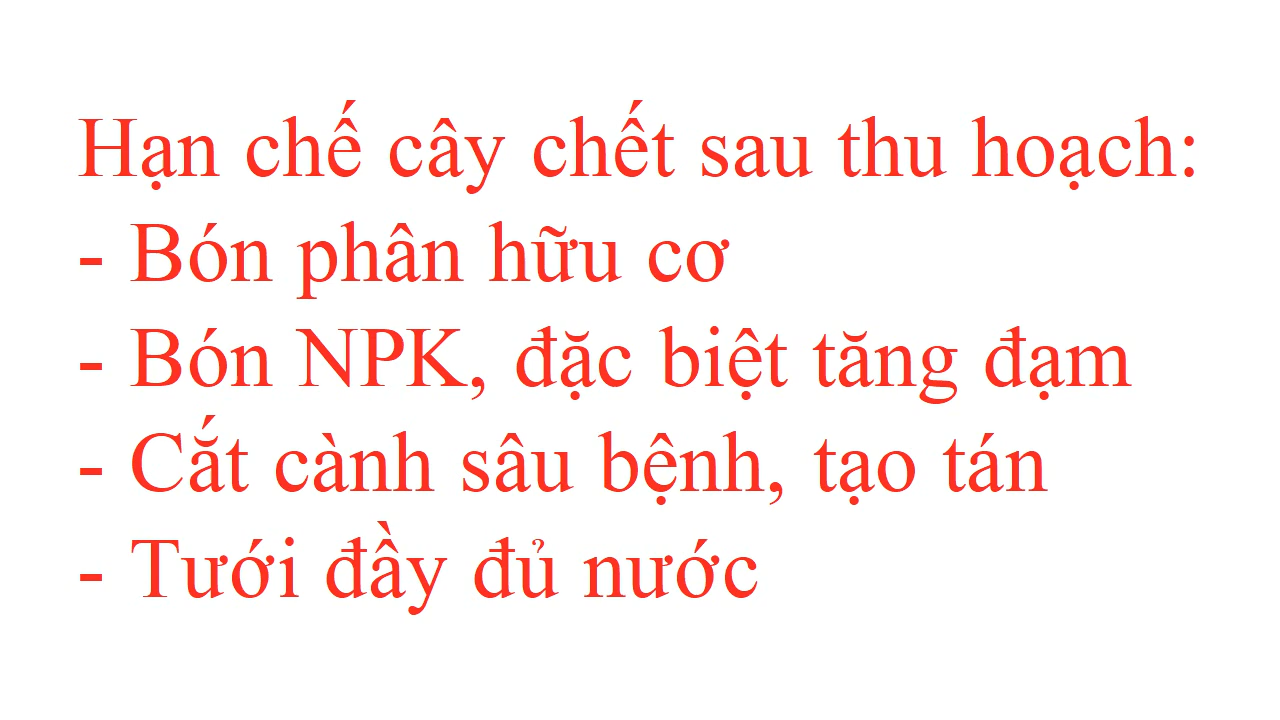 Hạn chế cây chết sau thu hoạch:
- Bón phân hữu cơ
- Bón NPK, đặc biệt tăng đạm
- Cắt cành sâu bệnh, tạo tán
- Tưới đầy đủ nước